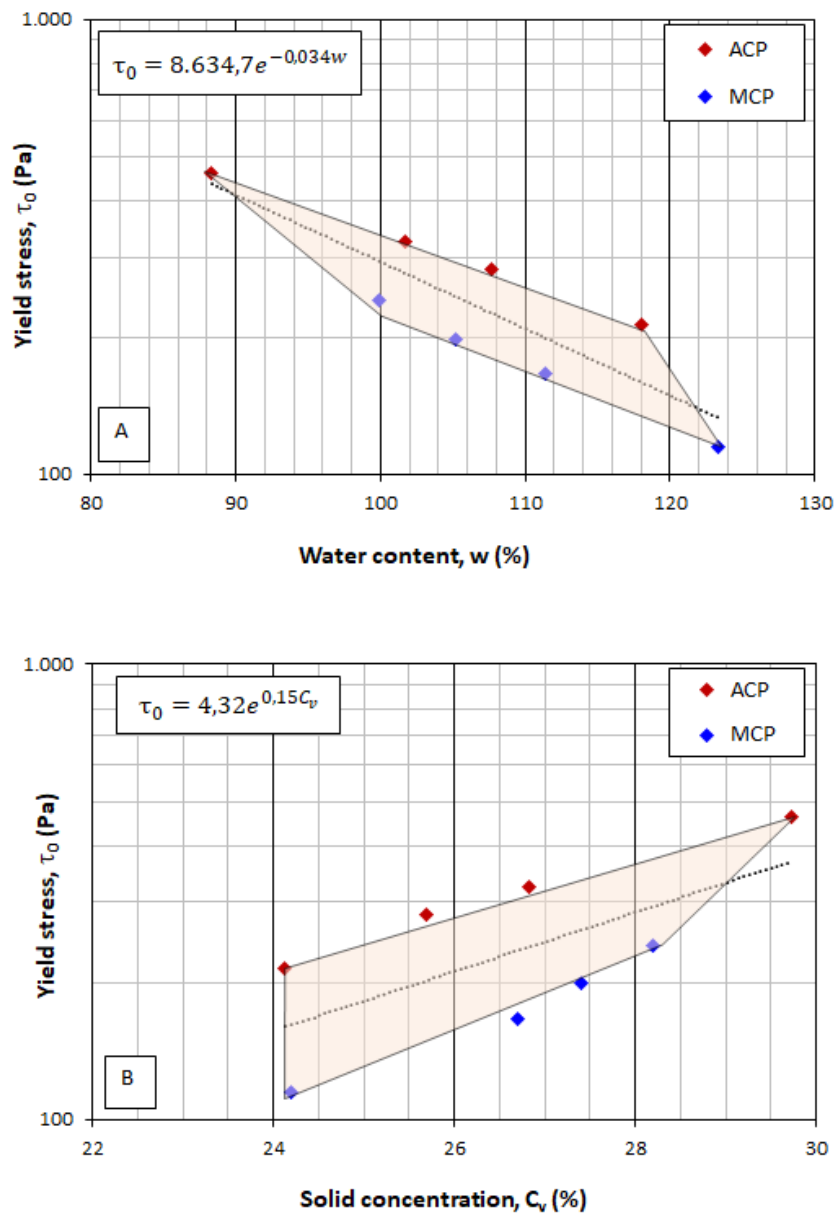 1.000
τ₀ = 8.634,7e^−0,034w
ACP
MCP
Yield stress, τ₀ (Pa)
A
100
80 90 100 110 120 130
Water content, w (%)
1.000
τ₀ = 4,32e^0,15Cᵥ
ACP
MCP
Yield stress, τ₀ (Pa)
B
100
22 24 26 28 30
Solid concentration, Cᵥ (%)